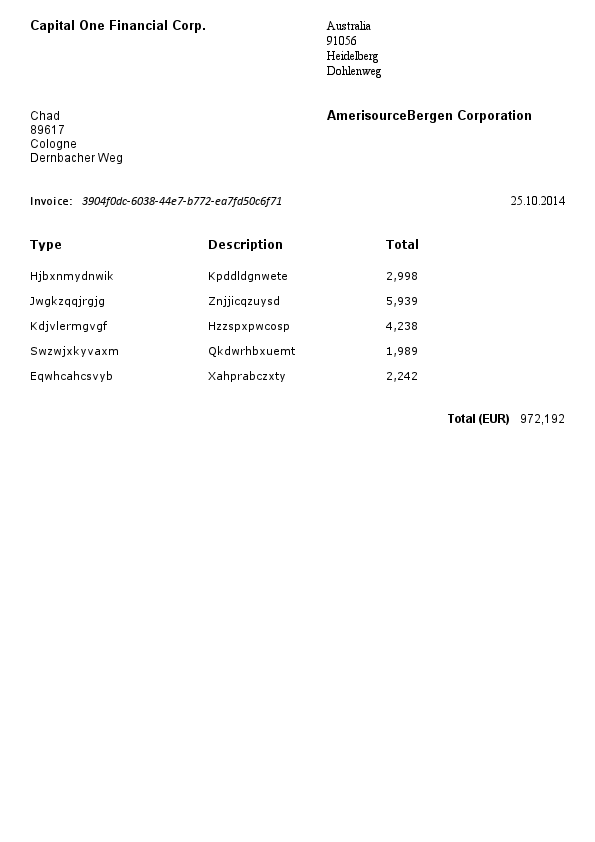 Capital One Financial Corp.
Australia
91056
Heidelberg
Dohlenweg
Chad
89617
Cologne
Dernbacher Weg
AmerisourceBergen Corporation
Invoice: 3904f0dc-6038-44e7-b772-ea7fd50c6f71 25.10.2014
Type Description Total
Hjbxnmydnwik Kpddldgnwete 2,998
Jwgkzqqjrgjg Znjjicqzuysd 5,939
Kdjvlermgvgf Hzzspxpwcosp 4,238
Swzwjxkyvaxm Qkdwrhbxuemt 1,989
Eqwhcahcsvyb Xahprabczxty 2,242
Total (EUR) 972,192